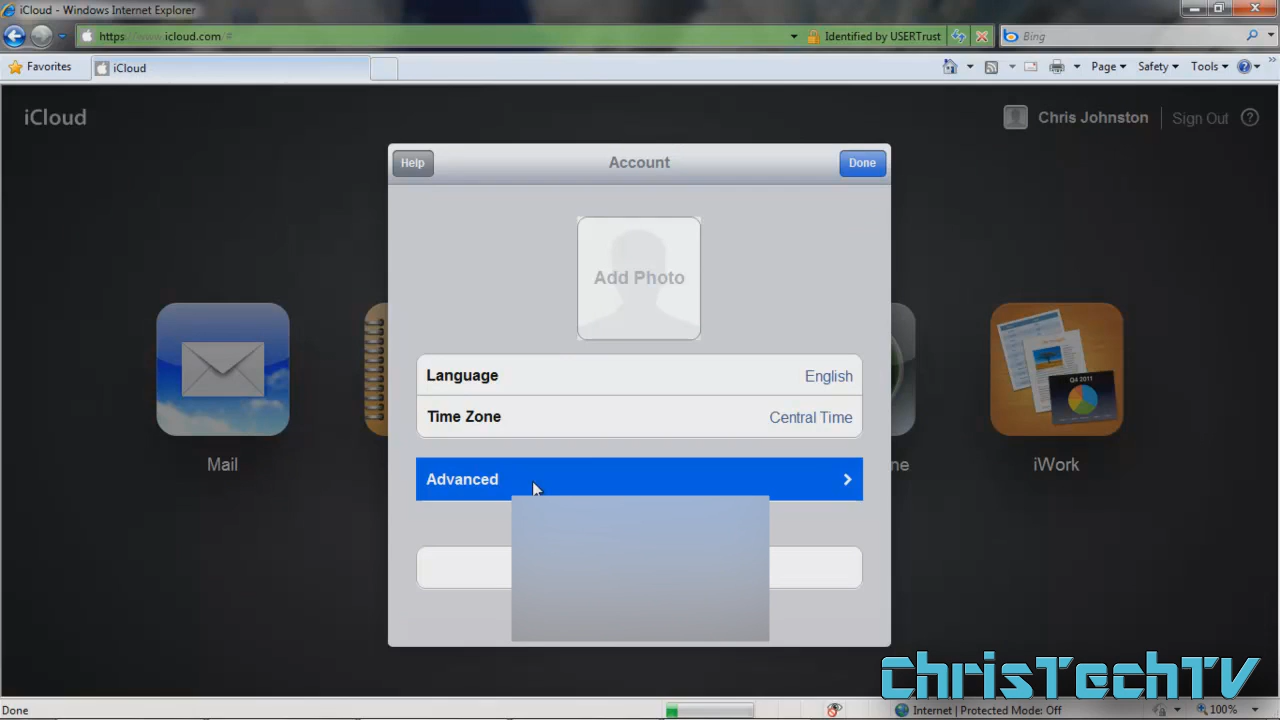 iCloud - Windows Internet Explorer
https://www.icloud.com/#
Identified by USERTrust
Bing
Favorites
iCloud
Page
Safety
Tools
iCloud
Chris Johnston
Sign Out
?
Help
Account
Done
Add Photo
Language
English
Time Zone
Central Time
Advanced
Q4 2011
Mail
ne
iWork
ChrisTechTV
Done
Internet | Protected Mode: Off
100%